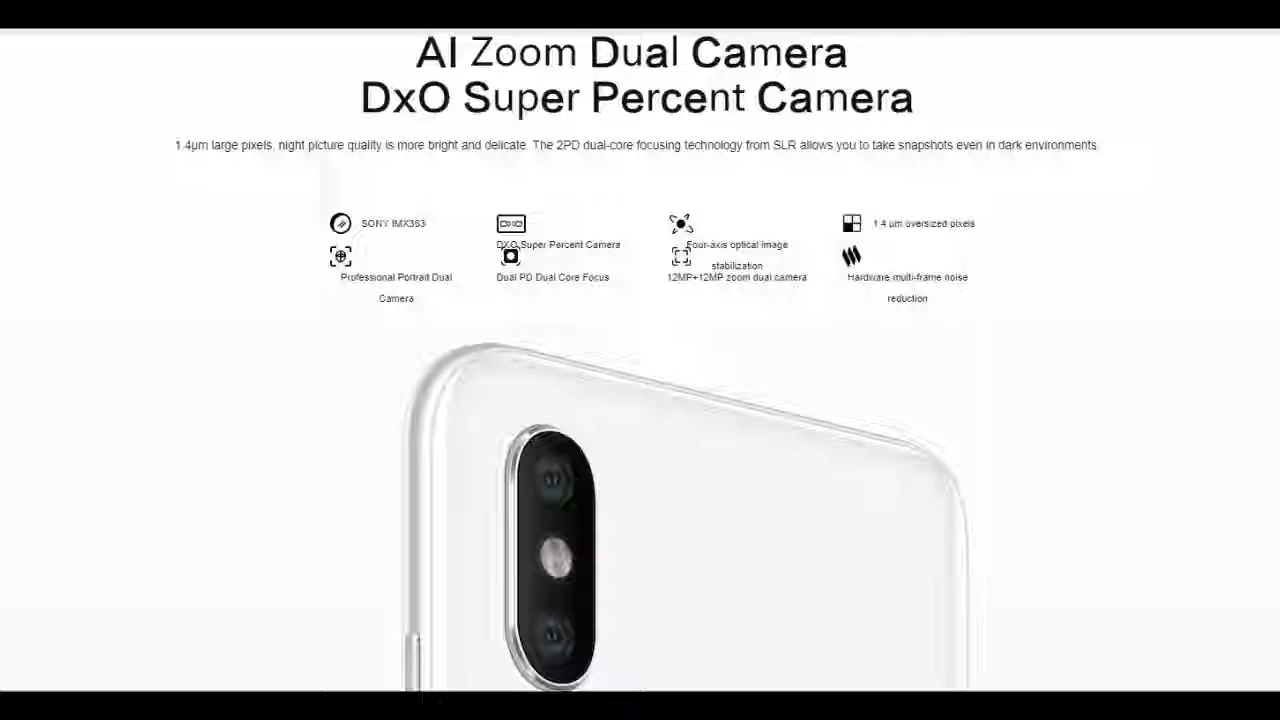 AI Zoom Dual Camera
DxO Super Percent Camera
1.4μm large pixels, night picture quality is more bright and delicate. The 2PD dual-core focusing technology from SLR allows you to take snapshots even in dark environments.
SONY IMX363
DXO Super Percent Camera
Four-axis optical image
stabilization
1.4 μm oversized pixels
Professional Portrait Dual
Camera
Dual PD Dual Core Focus
12MP+12MP zoom dual camera
Hardware multi-frame noise
reduction